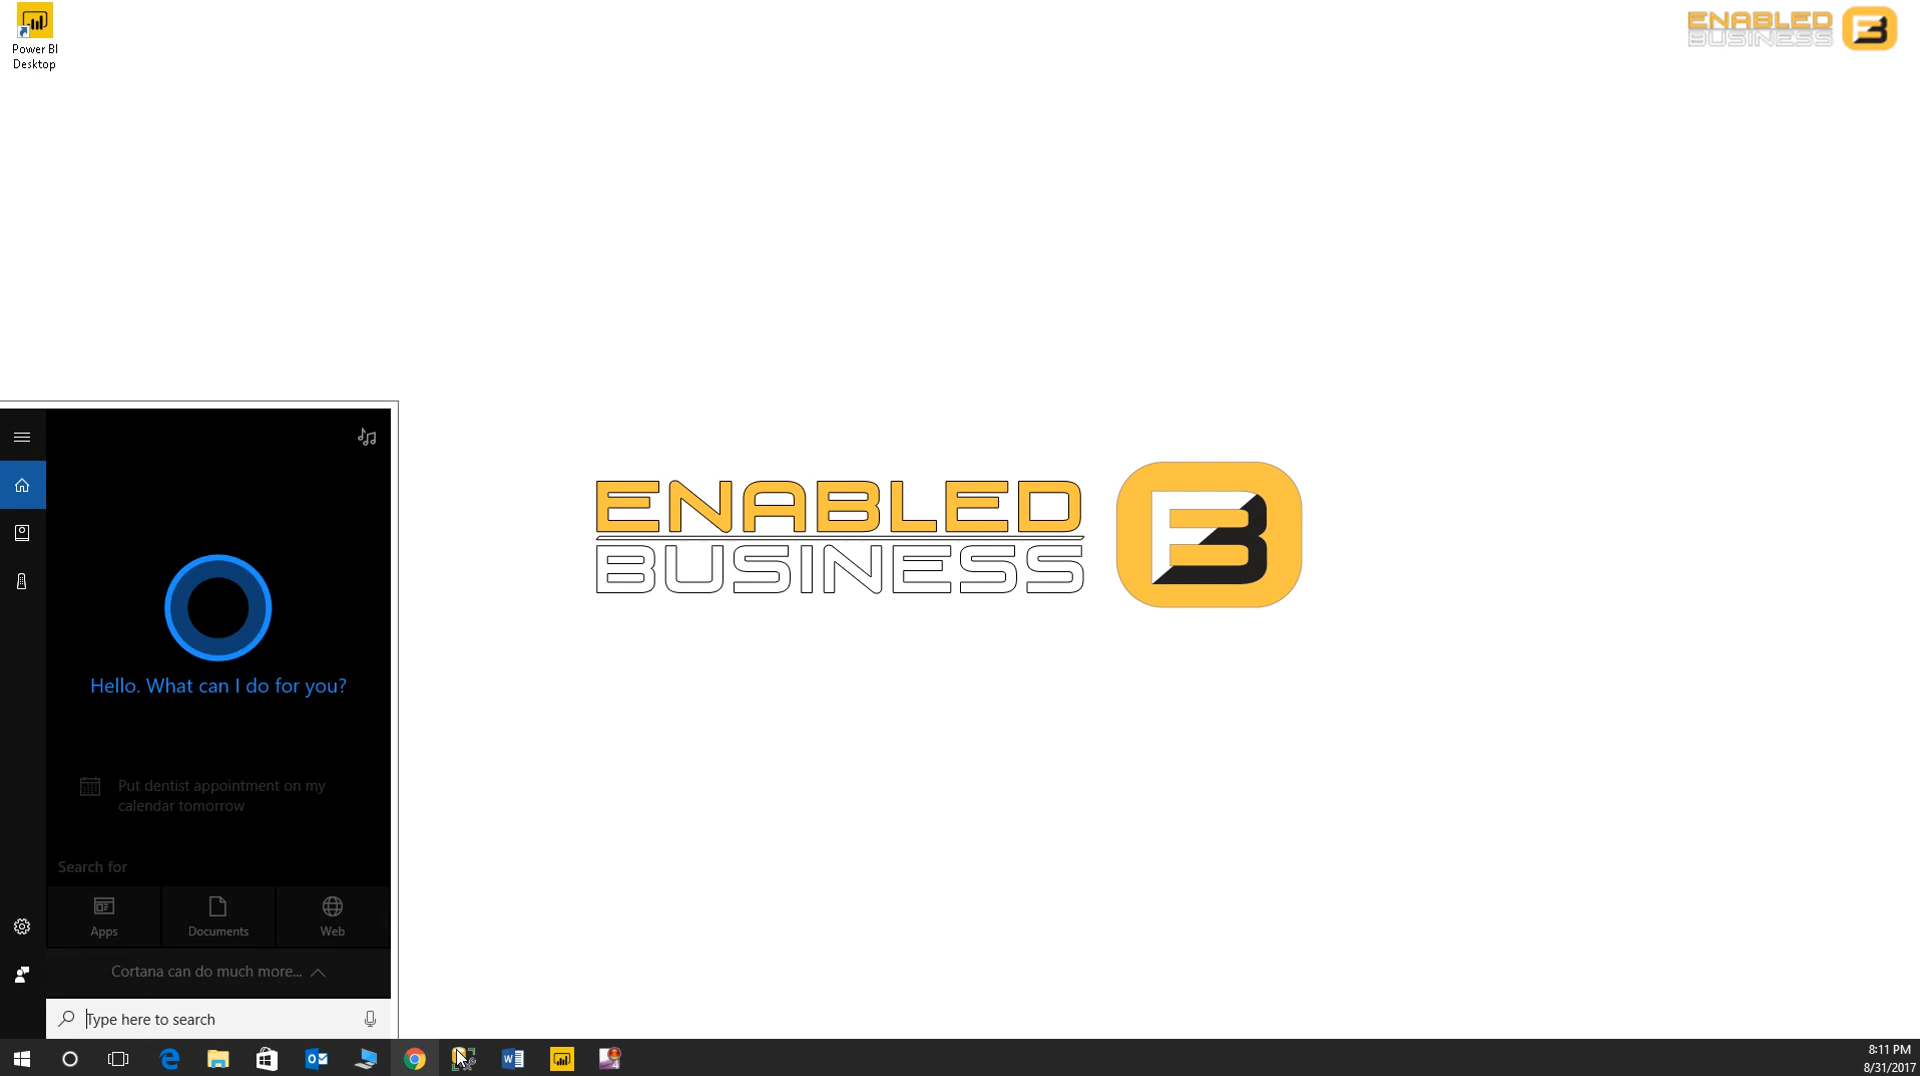 Power BI
Desktop
ENABLED
BUSINESS
Hello. What can I do for you?
ENABLED
BUSINESS
Put dentist appointment on my
calendar tomorrow
Search for
Apps
Documents
Web
Cortana can do much more...
Type here to search
8:11 PM
8/31/2017